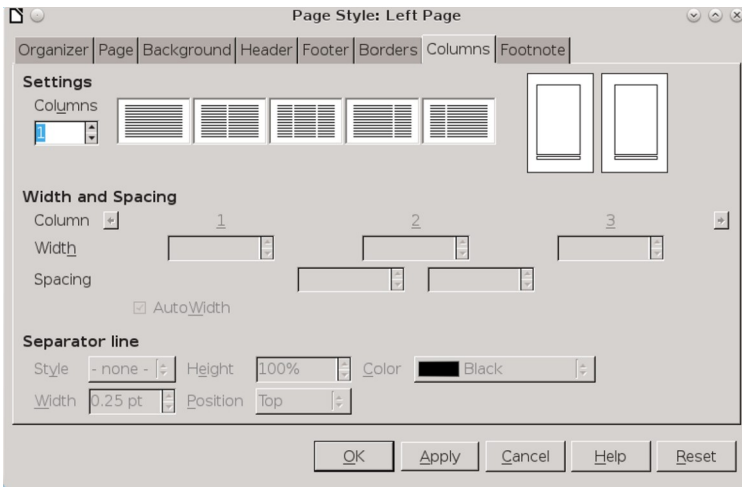 Page Style: Left Page
Organizer Page Background Header Footer Borders Columns Footnote
Settings
Columns
1
Width and Spacing
Column 1 2 3
Width
Spacing
AutoWidth
Separator line
Style - none - Height 100% Color Black
Width 0.25 pt Position Top
OK Apply Cancel Help Reset